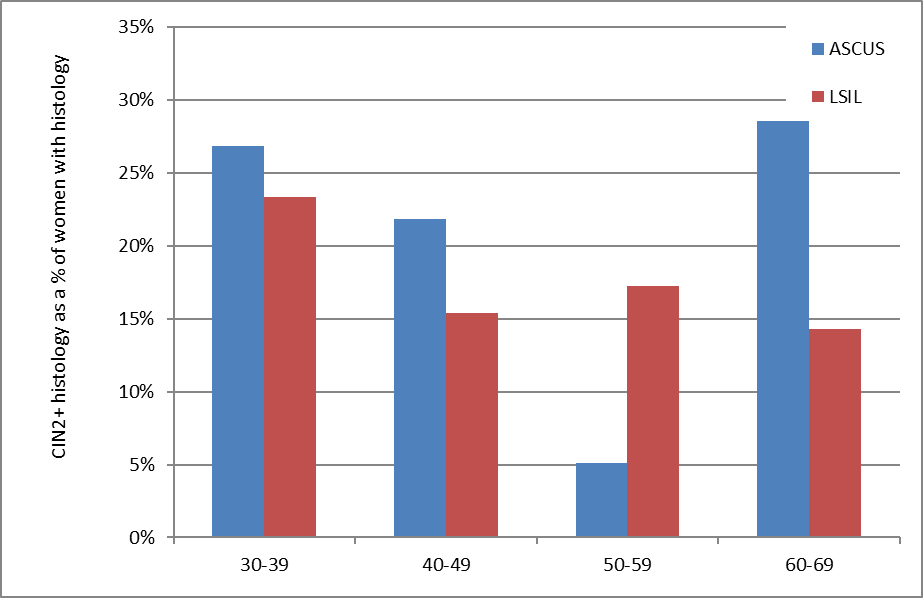 CIN2+ histology as a % of women with histology
35%
30%
25%
20%
15%
10%
5%
0%
ASCUS
LSIL
30-39 40-49 50-59 60-69